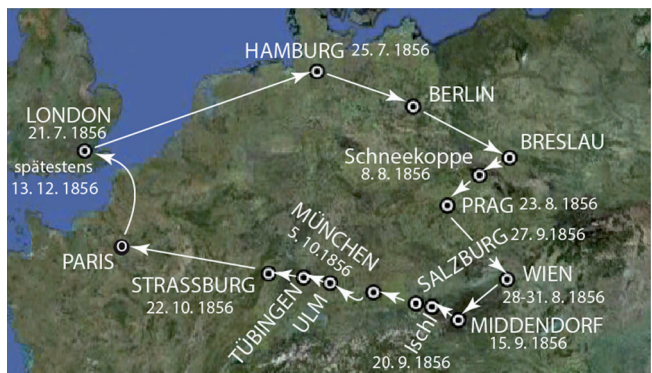 HAMBURG 25. 7. 1856
BERLIN
LONDON
21. 7. 1856
spätestens
13. 12. 1856
BRESLAU
Schneekoppe
8. 8. 1856
PRAG 23. 8. 1856
SALZBURG 27. 9.1856
MÜNCHEN
5. 10.1856
PARIS
STRASSBURG
22. 10. 1856
TÜBINGEN
ULM
Ischl
20. 9. 1856
WIEN
28-31. 8. 1856
MIDDENDORF
15. 9. 1856